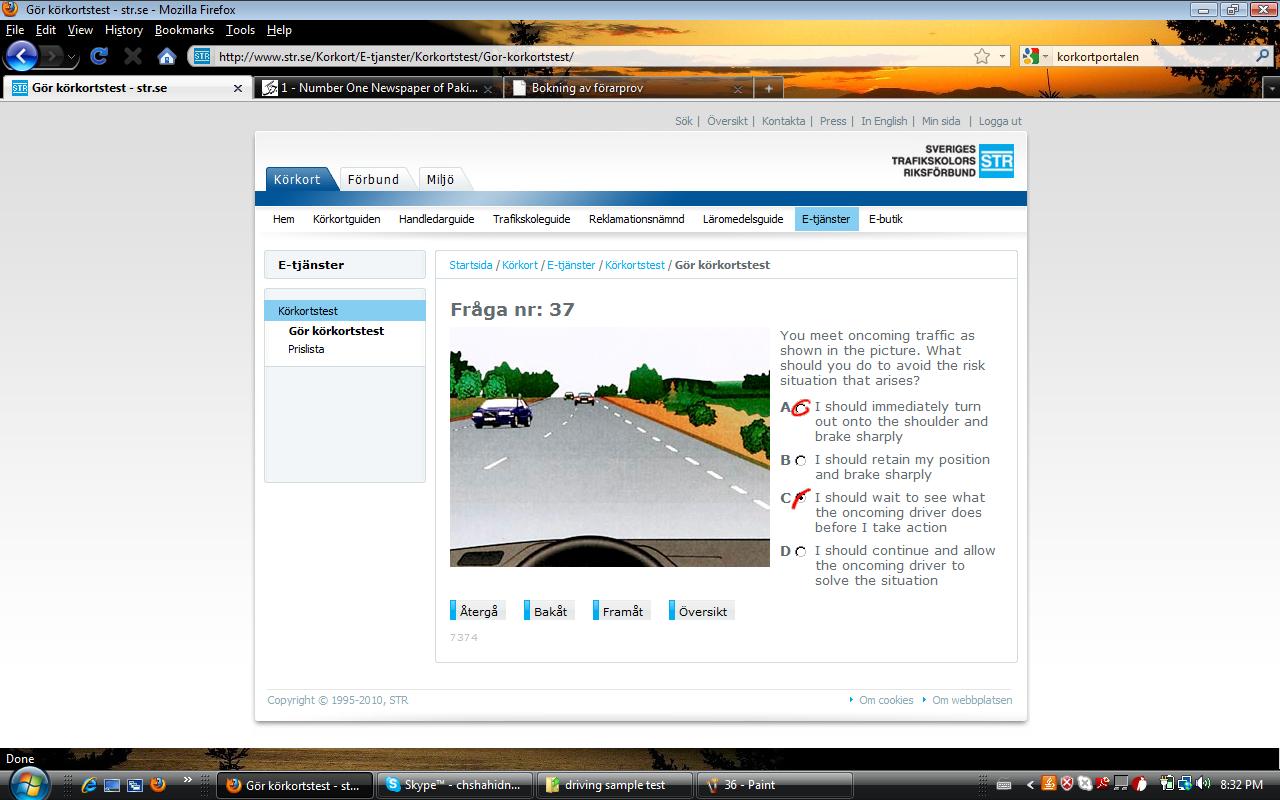 Gör körkortstest - str.se - Mozilla Firefox
File Edit View History Bookmarks Tools Help
http://www.str.se/Korkort/E-tjanster/Korkortstest/Gor-korkortstest/
korkortportalen
Gör körkortstest - str.se
1 - Number One Newspaper of Paki...
Bokning av förarprov
Sök | Översikt | Kontakta | Press | In English | Min sida | Logga ut
SVERIGES
TRAFIKSKOLORS
RIKSFÖRBUND
STR
Körkort Förbund Miljö
Hem Körkortguiden Handledarguide Trafikskoleguide Reklamationsnämnd Läromedelsguide E-tjänster E-butik
E-tjänster
Körkortstest
Gör körkortstest
Prislista
Startsida / Körkort / E-tjänster / Körkortstest / Gör körkortstest
Fråga nr: 37
You meet oncoming traffic as
shown in the picture. What
should you do to avoid the risk
situation that arises?
A I should immediately turn
out onto the shoulder and
brake sharply
B I should retain my position
and brake sharply
C I should wait to see what
the oncoming driver does
before I take action
D I should continue and allow
the oncoming driver to
solve the situation
Återgå Bakåt Framåt Översikt
7374
Copyright © 1995-2010, STR
Om cookies Om webbplatsen
Done
Gör körkortstest - st...
Skype™ - chshahidn...
driving sample test
36 - Paint
8:32 PM